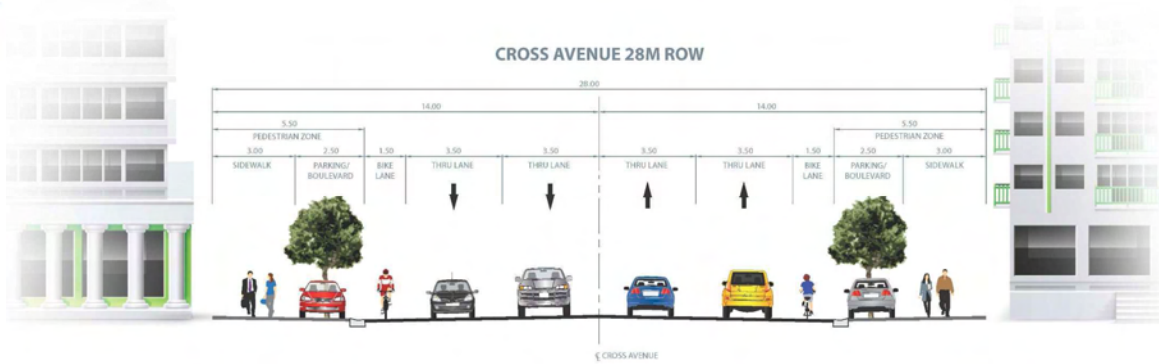 CROSS AVENUE 28M ROW
28.00
14.00 14.00
5.50 5.50
PEDESTRIAN ZONE PEDESTRIAN ZONE
3.00 2.50 1.50 3.50 3.50 3.50 3.50 1.50 2.50 3.00
SIDEWALK PARKING/ BIKE THRU LANE THRU LANE THRU LANE THRU LANE BIKE PARKING/ SIDEWALK
BOULEVARD LANE LANE BOULEVARD
℄ CROSS AVENUE